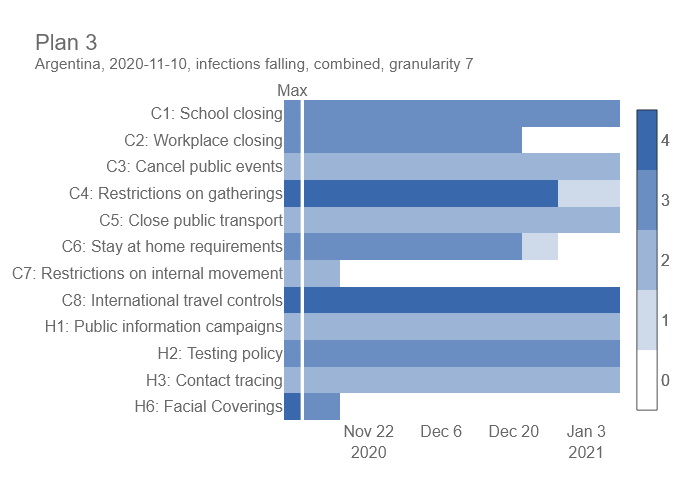 Plan 3
Argentina, 2020-11-10, infections falling, combined, granularity 7
Max
C1: School closing
C2: Workplace closing
C3: Cancel public events
C4: Restrictions on gatherings
C5: Close public transport
C6: Stay at home requirements
C7: Restrictions on internal movement
C8: International travel controls
H1: Public information campaigns
H2: Testing policy
H3: Contact tracing
H6: Facial Coverings
Nov 22 Dec 6 Dec 20 Jan 3
2020 2021
4
3
2
1
0